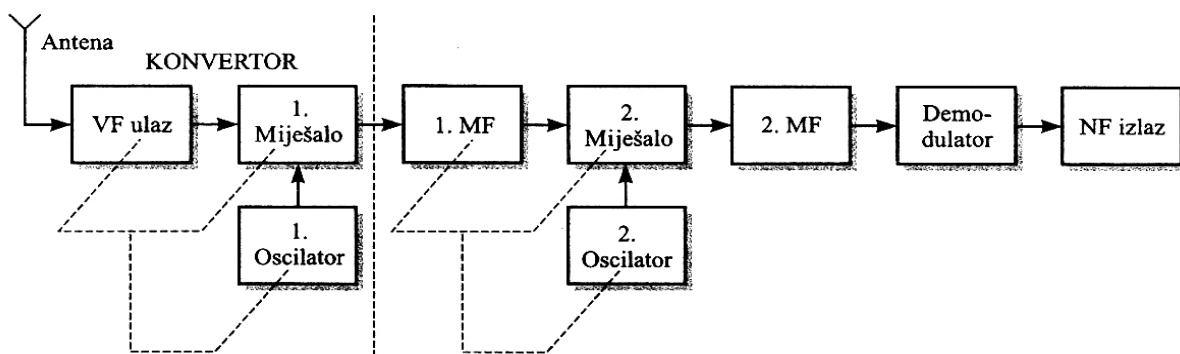 Antena
KONVERTOR
VF ulaz
1.
Miješalo
1. MF
2.
Miješalo
2. MF
Demo-
dulator
NF izlaz
1.
Oscilator
2.
Oscilator